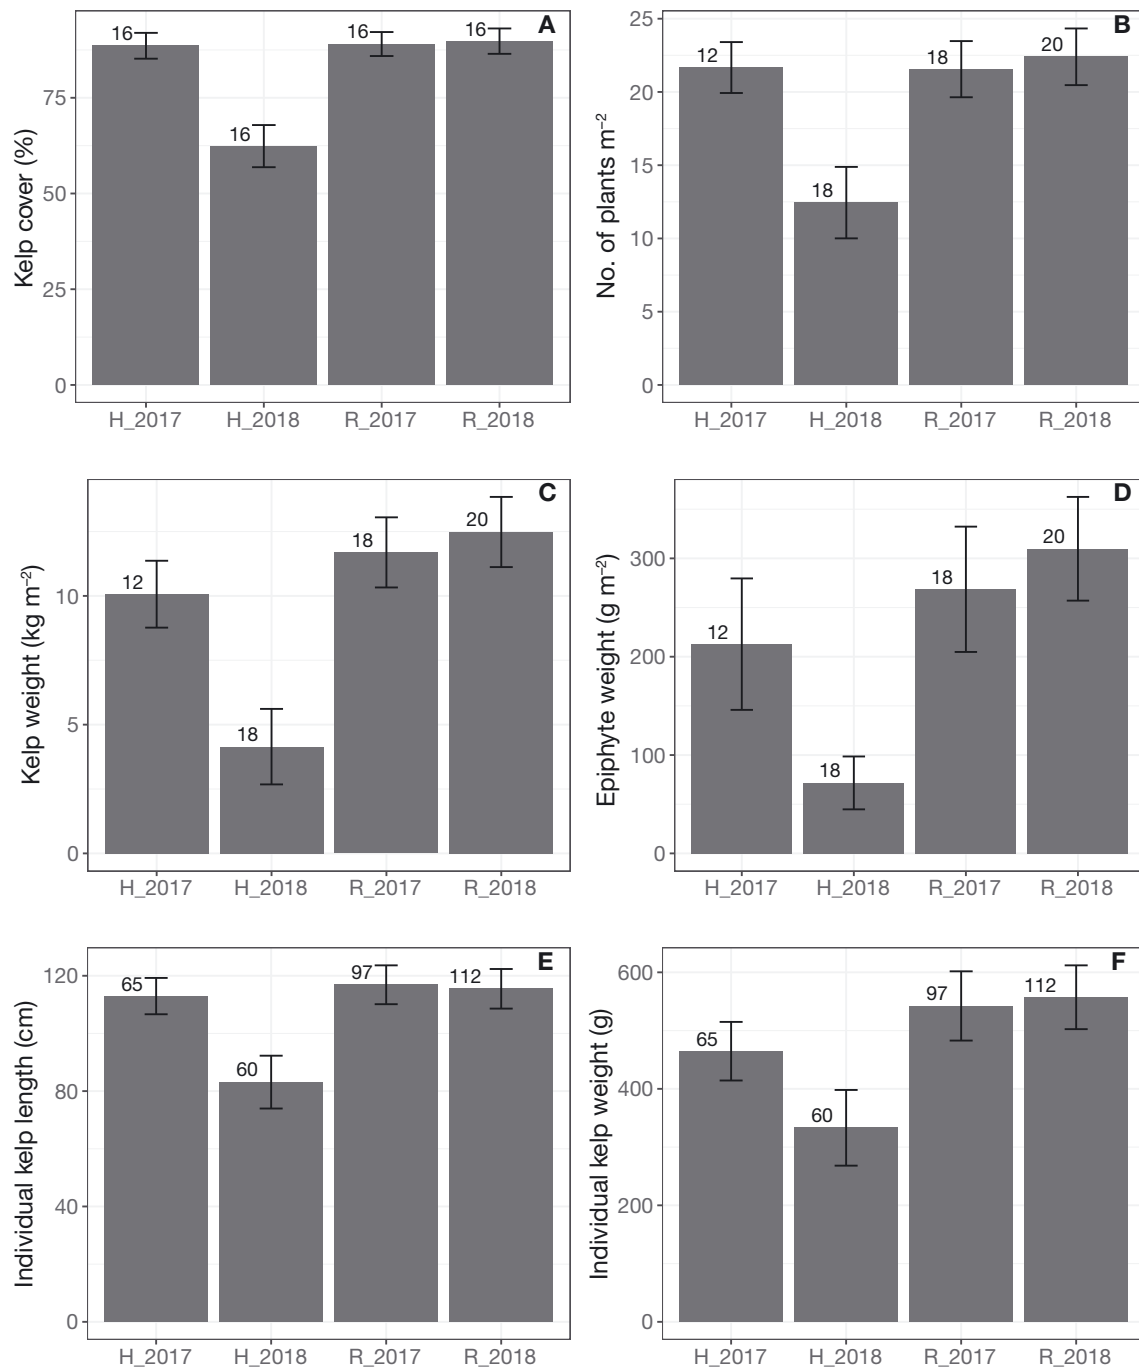 A
Kelp cover (%)
75
50
25
0
16
16
16
16
H_2017
H_2018
R_2017
R_2018
B
No. of plants m⁻²
25
20
15
10
5
0
12
18
18
20
H_2017
H_2018
R_2017
R_2018
C
Kelp weight (kg m⁻²)
10
5
0
12
18
18
20
H_2017
H_2018
R_2017
R_2018
D
Epiphyte weight (g m⁻²)
300
200
100
0
12
18
18
20
H_2017
H_2018
R_2017
R_2018
E
Individual kelp length (cm)
120
80
40
0
65
60
97
112
H_2017
H_2018
R_2017
R_2018
F
Individual kelp weight (g)
600
400
200
0
65
60
97
112
H_2017
H_2018
R_2017
R_2018